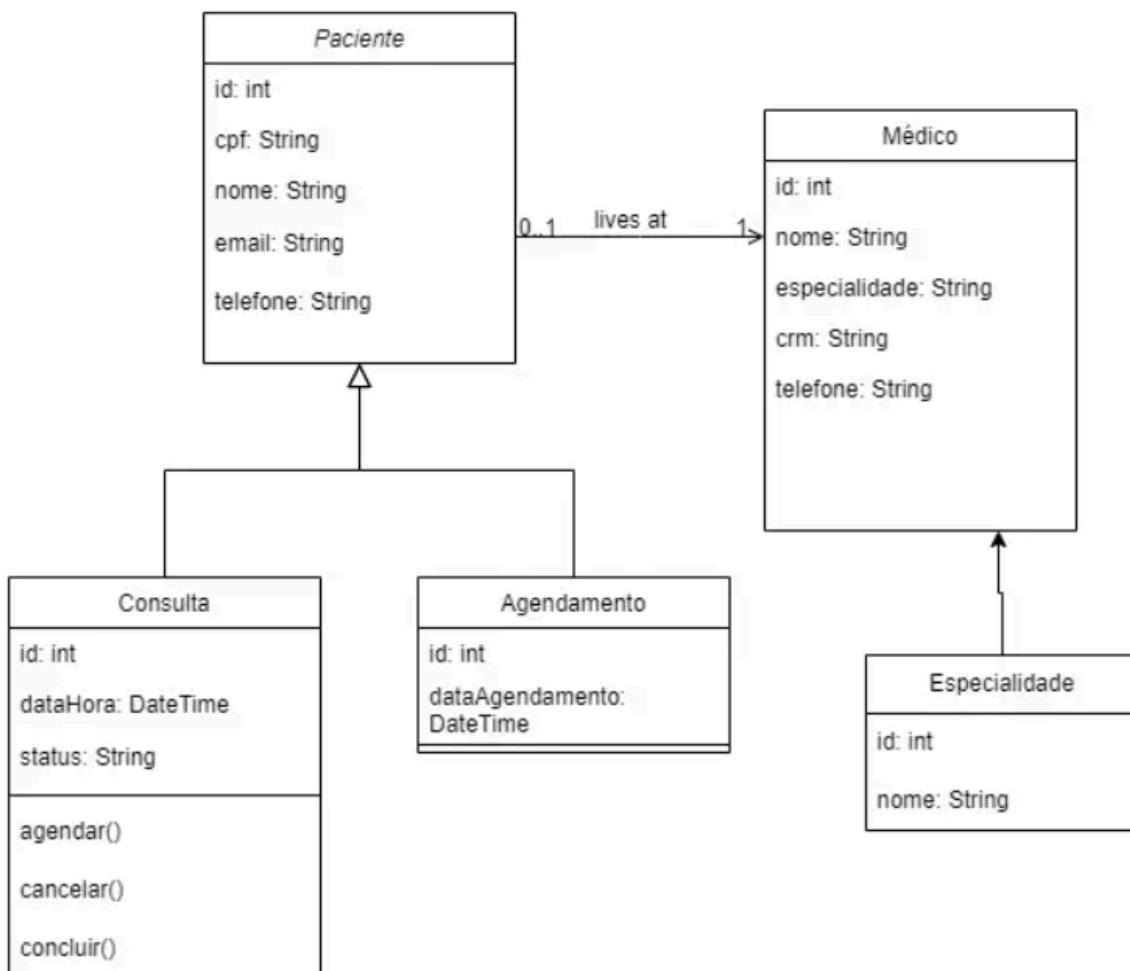 Paciente
id: int
cpf: String
nome: String
email: String
telefone: String
0..1
lives at
1
Médico
id: int
nome: String
especialidade: String
crm: String
telefone: String
Consulta
id: int
dataHora: DateTime
status: String
agendar()
cancelar()
concluir()
Agendamento
id: int
dataAgendamento:
DateTime
Especialidade
id: int
nome: String